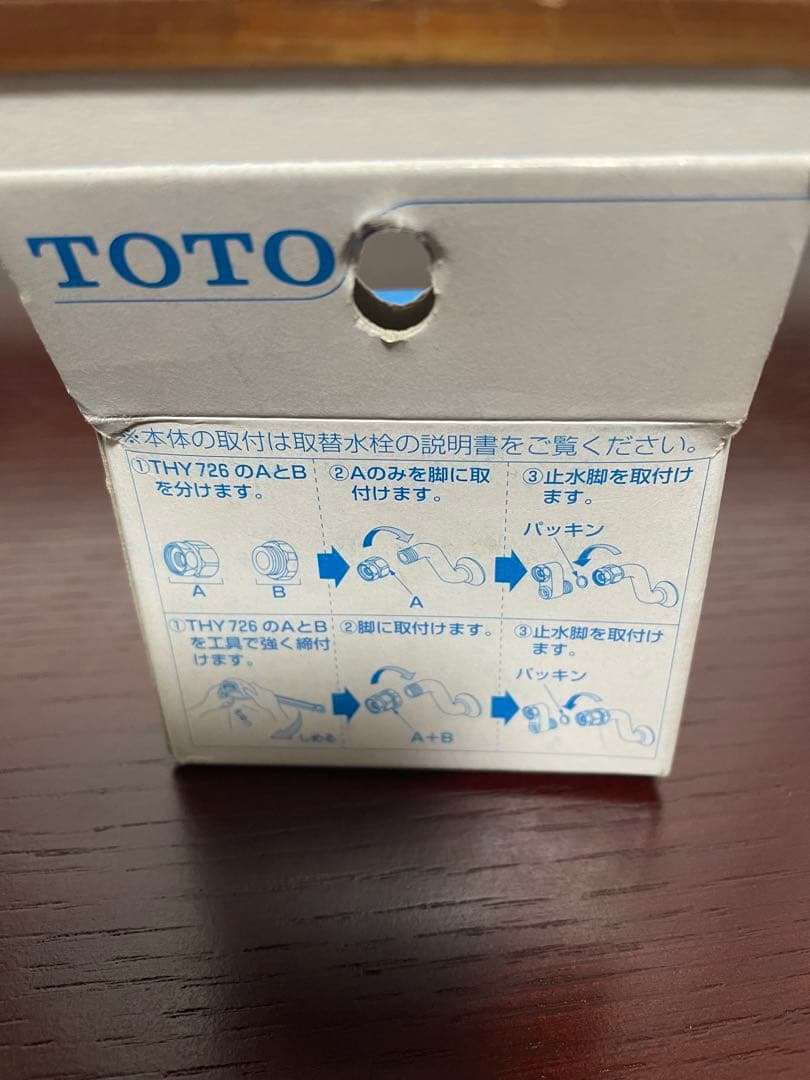 TOTO
※本体の取付は取替水栓の説明書をご覧ください。
①THY726のAとB
を分けます。
②Aのみを脚に取
付けます。
③止水脚を取付け
ます。
パッキン
A
B
A
①THY726のAとB
を工具で強く締付
けます。
②脚に取付けます。
③止水脚を取付け
ます。
パッキン
しめる
A+B